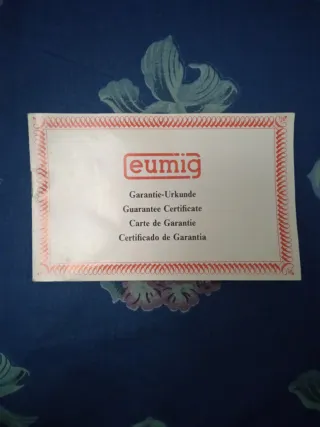 eumig
Garantie-Urkunde
Guarantee Certificate
Carte de Garantie
Certificado de Garantia